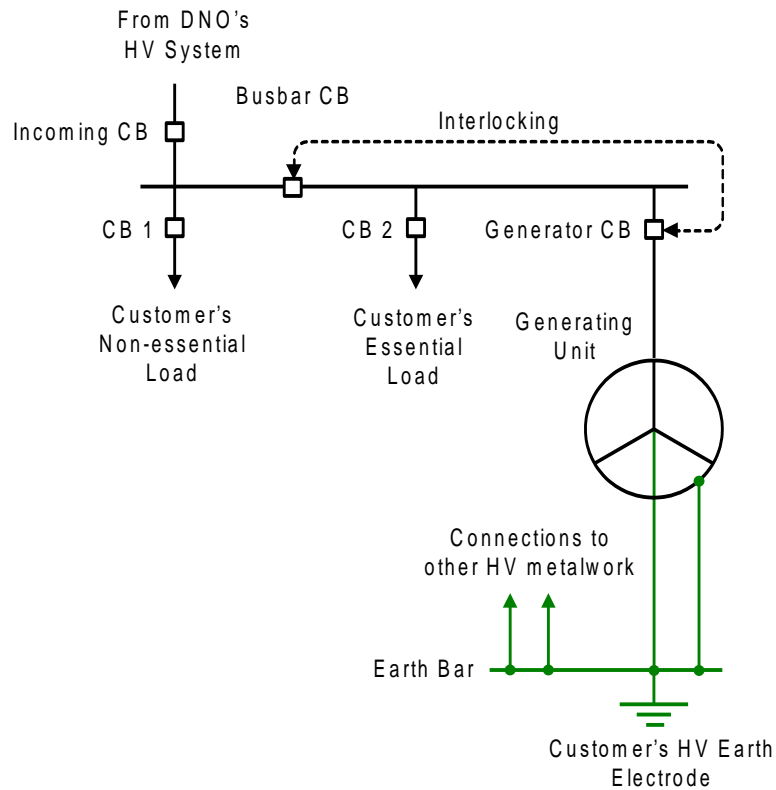 From DNO's
HV System
Busbar CB
Interlocking
Incoming CB
CB 1
CB 2
Generator CB
Customer's
Non-essential
Load
Customer's
Essential
Load
Generating
Unit
Connections to
other HV metalwork
Earth Bar
Customer's HV Earth
Electrode